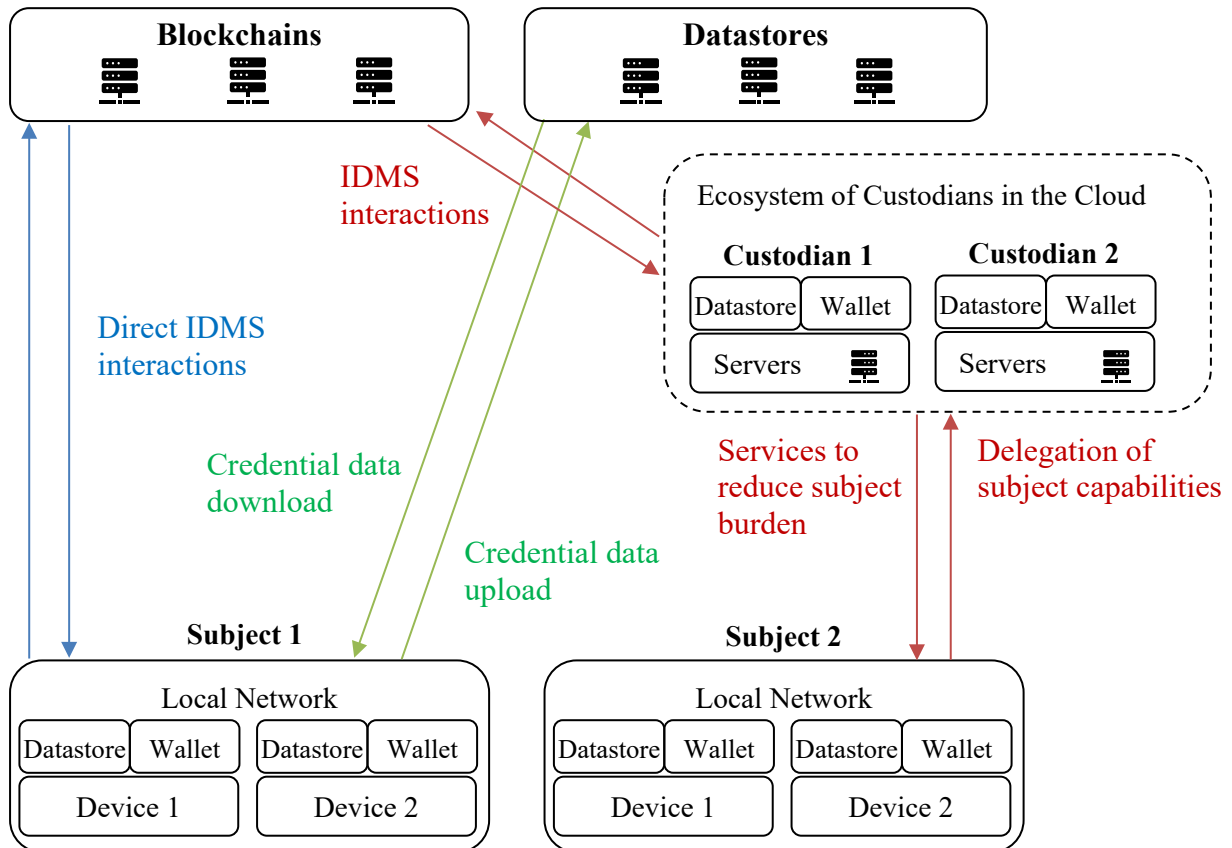 Blockchains
Datastores
IDMS
interactions
Ecosystem of Custodians in the Cloud
Custodian 1
Datastore
Wallet
Servers
Custodian 2
Datastore
Wallet
Servers
Direct IDMS
interactions
Credential data
download
Credential data
upload
Services to
reduce subject
burden
Delegation of
subject capabilities
Subject 1
Local Network
Datastore
Wallet
Device 1
Datastore
Wallet
Device 2
Subject 2
Local Network
Datastore
Wallet
Device 1
Datastore
Wallet
Device 2